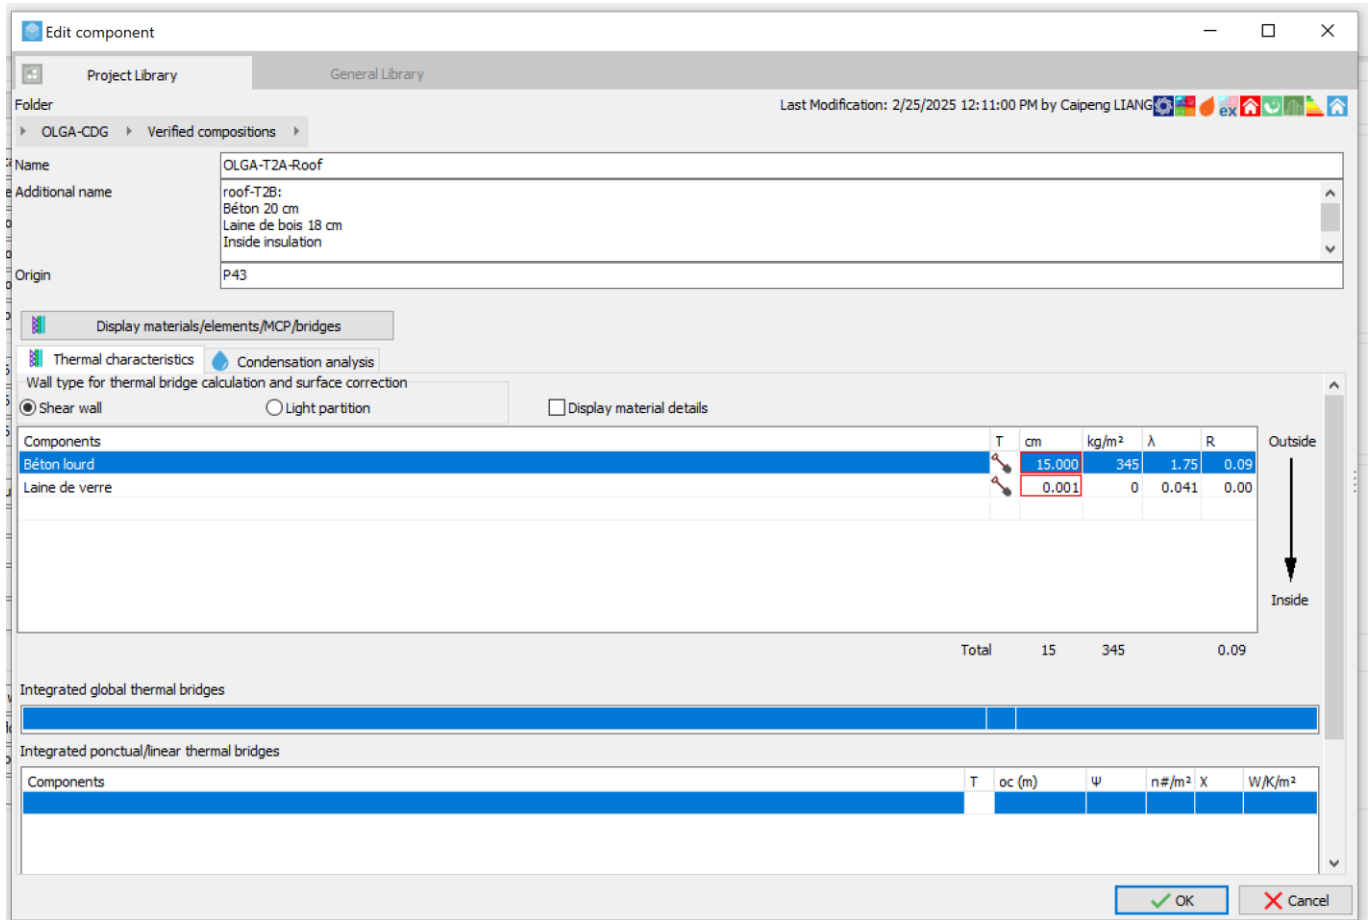 Edit component
Project Library
General Library
Folder
Last Modification: 2/25/2025 12:11:00 PM by Caipeng LIANG
ex
OLGA-CDG Verified compositions
Name
OLGA-T2A-Roof
Additional name
roof-T2B:
Béton 20 cm
Laine de bois 18 cm
Inside insulation
Origin
P43
Display materials/elements/MCP/bridges
Thermal characteristics
Condensation analysis
Wall type for thermal bridge calculation and surface correction
Shear wall
Light partition
Display material details
Components T cm kg/m² λ R
Outside
Béton lourd 15.000 345 1.75 0.09
Laine de verre 0.001 0 0.041 0.00
Inside
Total 15 345 0.09
Integrated global thermal bridges
Integrated ponctual/linear thermal bridges
Components T oc (m) Ψ n#/m² X W/K/m²
OK
Cancel